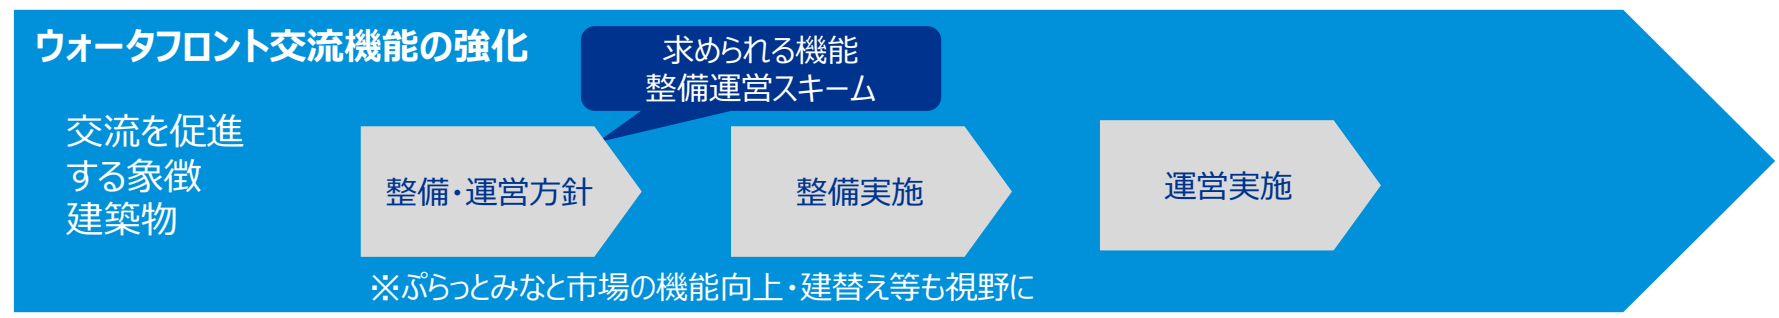 ウォータフロント交流機能の強化
求められる機能
整備運営スキーム
交流を促進
する象徴
建築物
整備・運営方針
整備実施
運営実施
※ぷらっとみなと市場の機能向上・建替え等も視野に